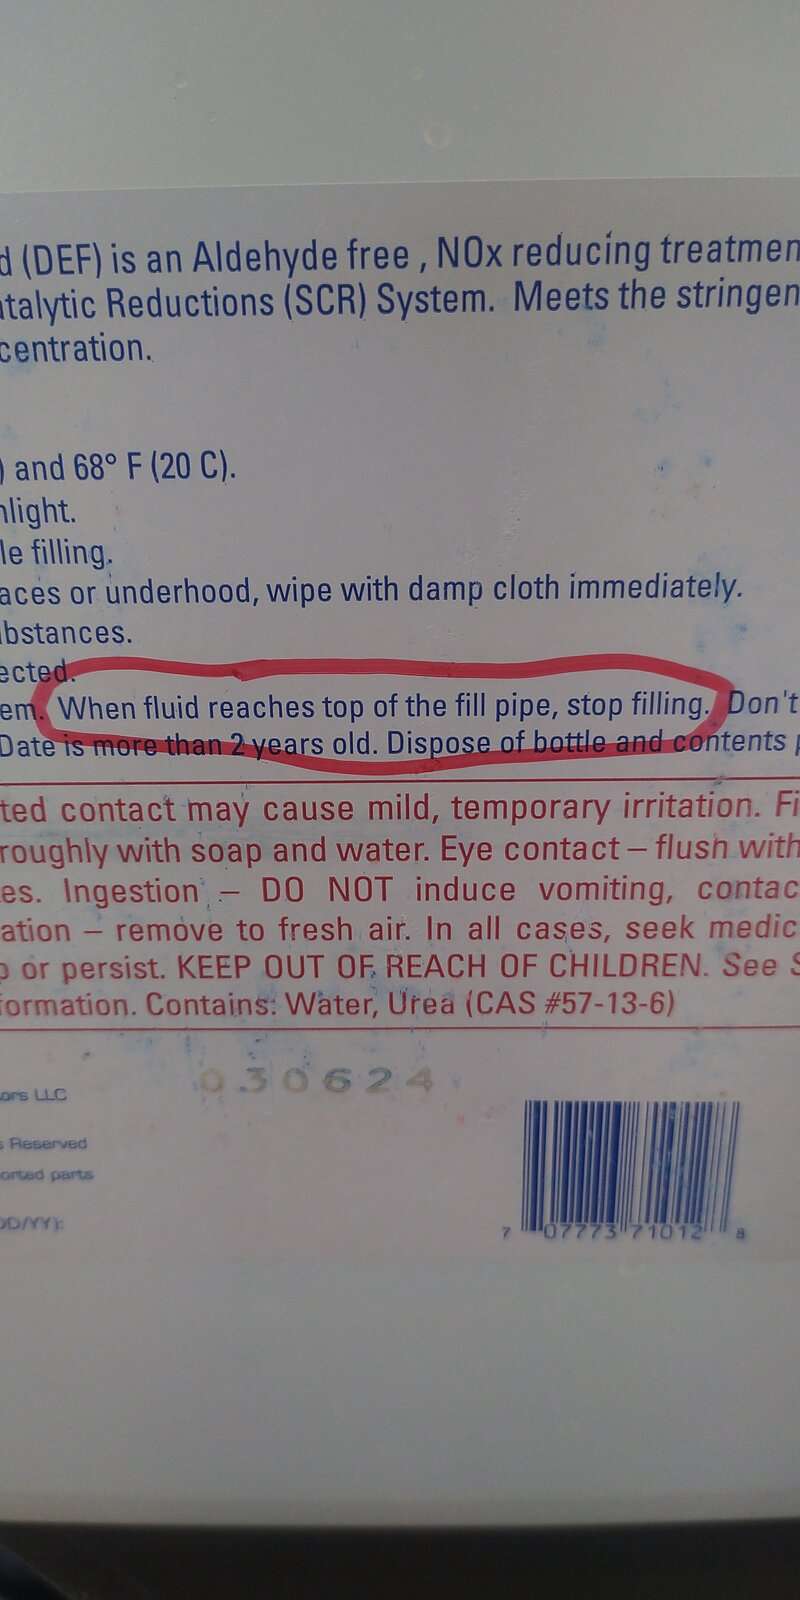 d (DEF) is an Aldehyde free , NOx reducing treatmen
talytic Reductions (SCR) System. Meets the stringen
centration.
) and 68° F (20 C).
nlight.
le filling.
aces or underhood, wipe with damp cloth immediately.
ubstances.
ected.
em. When fluid reaches top of the fill pipe, stop filling. Don't
Date is more than 2 years old. Dispose of bottle and contents p
ted contact may cause mild, temporary irritation. Fi
roughly with soap and water. Eye contact – flush with
es. Ingestion – DO NOT induce vomiting, contac
ation – remove to fresh air. In all cases, seek medic
p or persist. KEEP OUT OF REACH OF CHILDREN. See S
formation. Contains: Water, Urea (CAS #57-13-6)
030624
ors LLC
s Reserved
orted parts
DD/YY):
7 07773 71012 8